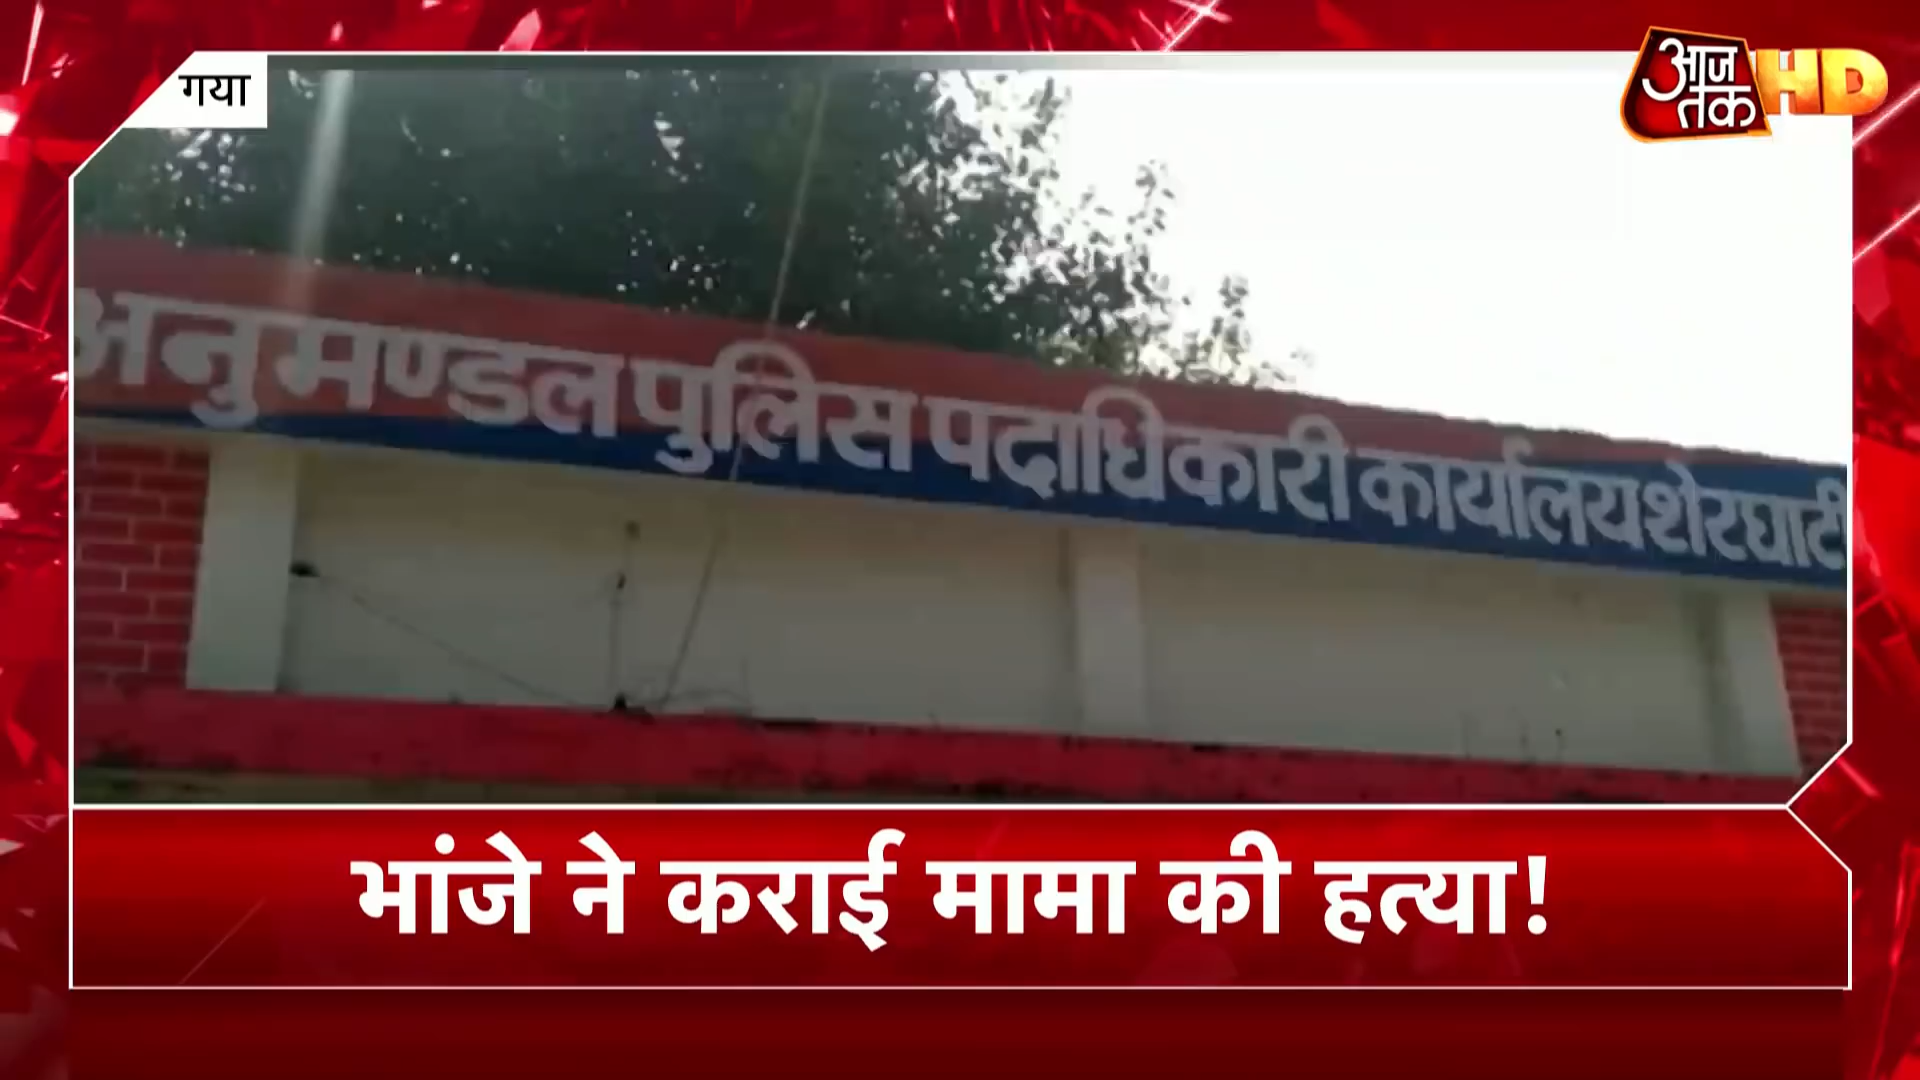 गया
आज
तक HD
अनुमण्डल पुलिस पदाधिकारी कार्यालय शेरघाटी
भांजे ने कराई मामा की हत्या!